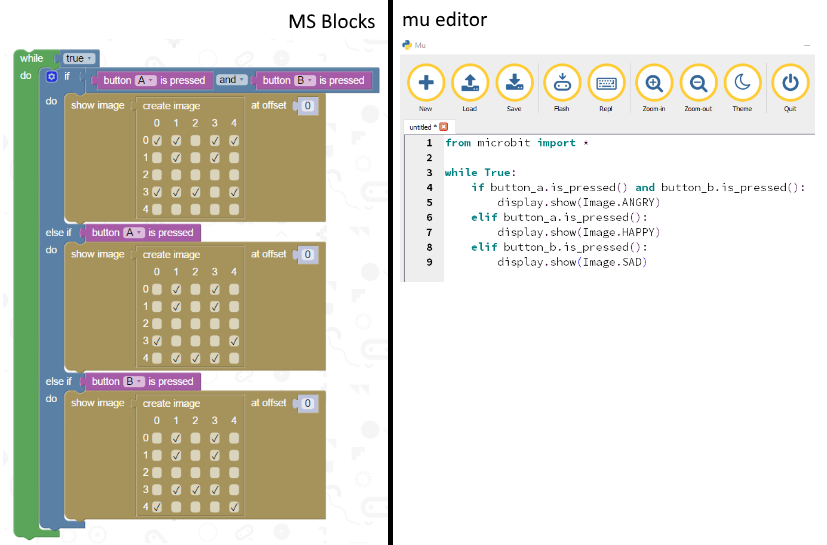 MS Blocks
while true
do if button A is pressed and button B is pressed
do show image create image at offset 0
0 1 2 3 4
0
1
2
3
4
else if button A is pressed
do show image create image at offset 0
0 1 2 3 4
0
1
2
3
4
else if button B is pressed
do show image create image at offset 0
0 1 2 3 4
0
1
2
3
4
mu editor
Mu
New Load Save Flash Repl Zoom-in Zoom-out Theme Quit
untitled *
1 from microbit import *
2
3 while True:
4 if button_a.is_pressed() and button_b.is_pressed():
5 display.show(Image.ANGRY)
6 elif button_a.is_pressed():
7 display.show(Image.HAPPY)
8 elif button_b.is_pressed():
9 display.show(Image.SAD)